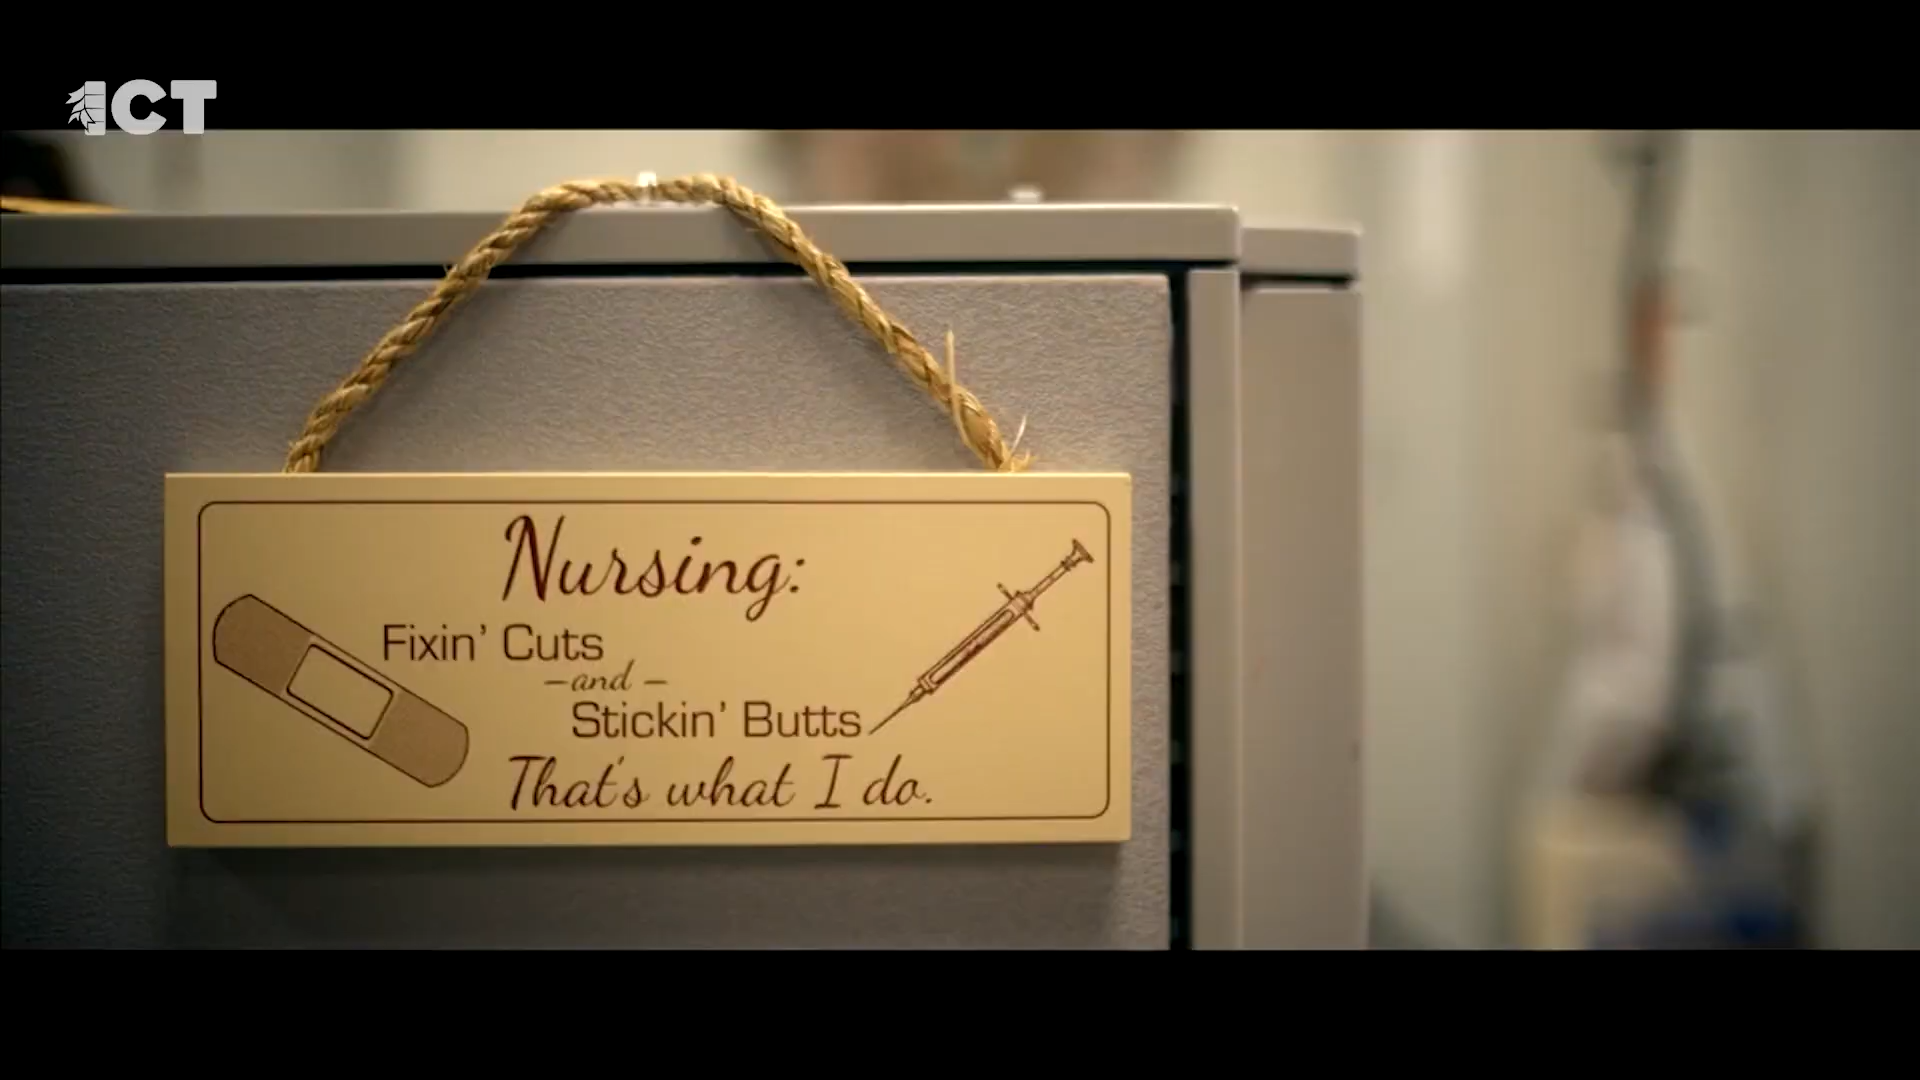 ICT
Nursing:
Fixin' Cuts
-and-
Stickin' Butts
That's what I do.